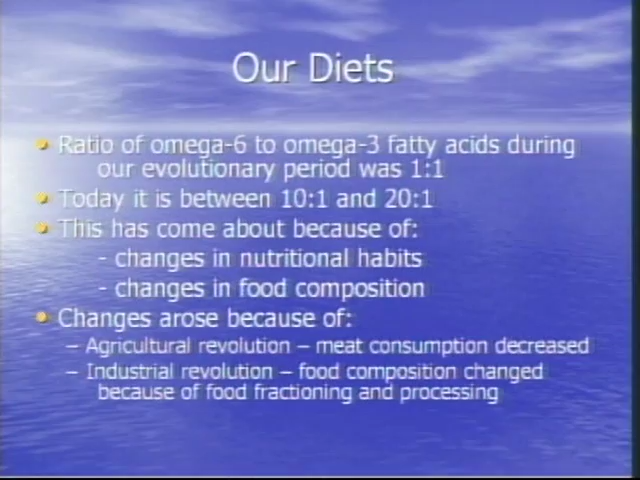 Our Diets
Ratio of omega-6 to omega-3 fatty acids during
our evolutionary period was 1:1
Today it is between 10:1 and 20:1
This has come about because of:
- changes in nutritional habits
- changes in food composition
Changes arose because of:
– Agricultural revolution – meat consumption decreased
– Industrial revolution – food composition changed
because of food fractioning and processing